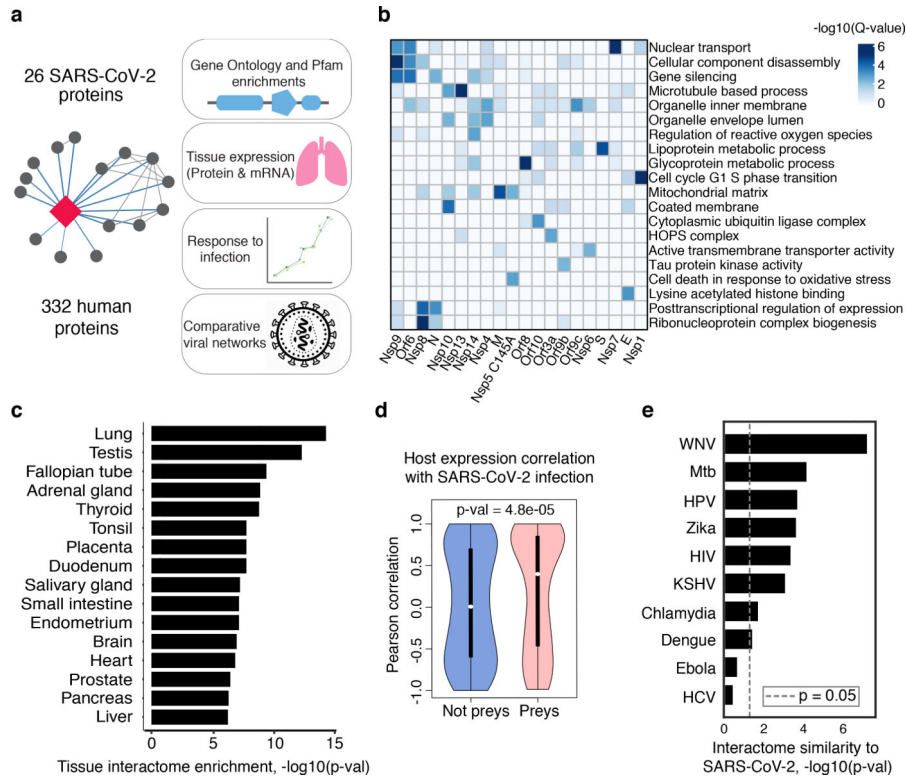 a
26 SARS-CoV-2
proteins
332 human
proteins
Gene Ontology and Pfam
enrichments
Tissue expression
(Protein & mRNA)
Response to
infection
Comparative
viral networks
b
-log10(Q-value)
6
4
2
0
Nuclear transport
Cellular component disassembly
Gene silencing
Microtubule based process
Organelle inner membrane
Organelle envelope lumen
Regulation of reactive oxygen species
Lipoprotein metabolic process
Glycoprotein metabolic process
Cell cycle G1 S phase transition
Mitochondrial matrix
Coated membrane
Cytoplasmic ubiquitin ligase complex
HOPS complex
Active transmembrane transporter activity
Tau protein kinase activity
Cell death in response to oxidative stress
Lysine acetylated histone binding
Posttranscriptional regulation of expression
Ribonucleoprotein complex biogenesis
Nsp9
Orf6
Nsp8
N
Nsp10
Nsp13
Nsp14
Nsp4
M
Nsp5 C145A
Orf8
Orf10
Orf3a
Orf9b
Orf9c
Nsp6
S
Nsp7
E
Nsp1
c
Lung
Testis
Fallopian tube
Adrenal gland
Thyroid
Tonsil
Placenta
Duodenum
Salivary gland
Small intestine
Endometrium
Brain
Heart
Prostate
Pancreas
Liver
0 5 10 15
Tissue interactome enrichment, -log10(p-val)
d
Host expression correlation
with SARS-CoV-2 infection
p-val = 4.8e-05
Pearson correlation
1.0
0.5
0.0
-0.5
-1.0
Not preys Preys
e
WNV
Mtb
HPV
Zika
HIV
KSHV
Chlamydia
Dengue
Ebola
HCV
p = 0.05
0 2 4 6
Interactome similarity to
SARS-CoV-2, -log10(p-val)